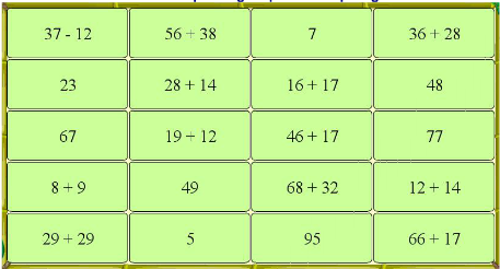 37 - 12 56 + 38 7 36 + 28
23 28 + 14 16 + 17 48
67 19 + 12 46 + 17 77
8 + 9 49 68 + 32 12 + 14
29 + 29 5 95 66 + 17